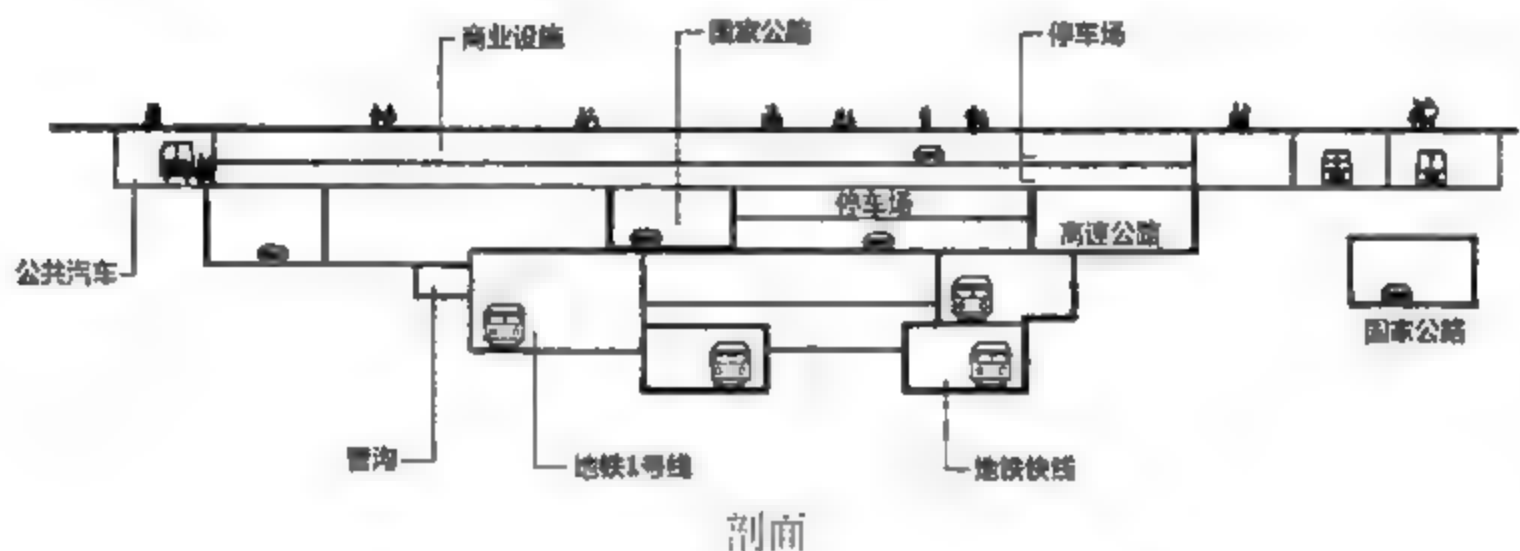 商业设施
国家公路
停车场
停车场
高速公路
公共汽车
国家公路
管沟
地铁1号线
地铁快线
剖面